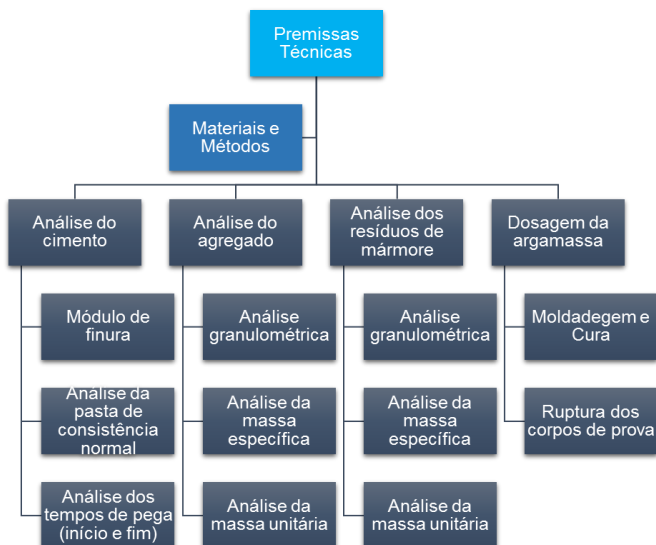 Premissas
Técnicas
Materiais e
Métodos
Análise do
cimento
Módulo de
finura
Análise da
pasta de
consistência
normal
Análise dos
tempos de pega
(início e fim)
Análise do
agregado
Análise
granulométrica
Análise da
massa
específica
Análise da
massa unitária
Análise dos
resíduos de
mármore
Análise
granulométrica
Análise da
massa
específica
Análise da
massa unitária
Dosagem da
argamassa
Moldadegem e
Cura
Ruptura dos
corpos de prova